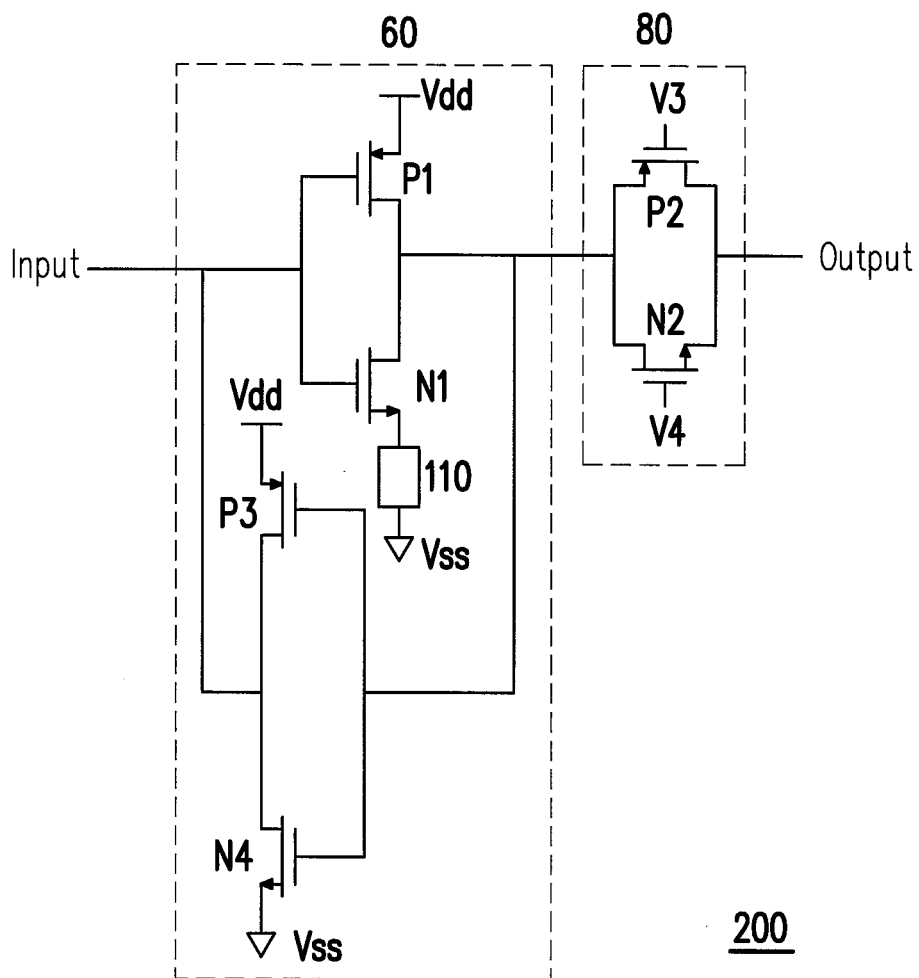 60
80
Vdd
V3
P1
P2
Input
Output
N1
N2
Vdd
V4
110
P3
Vss
N4
Vss
200